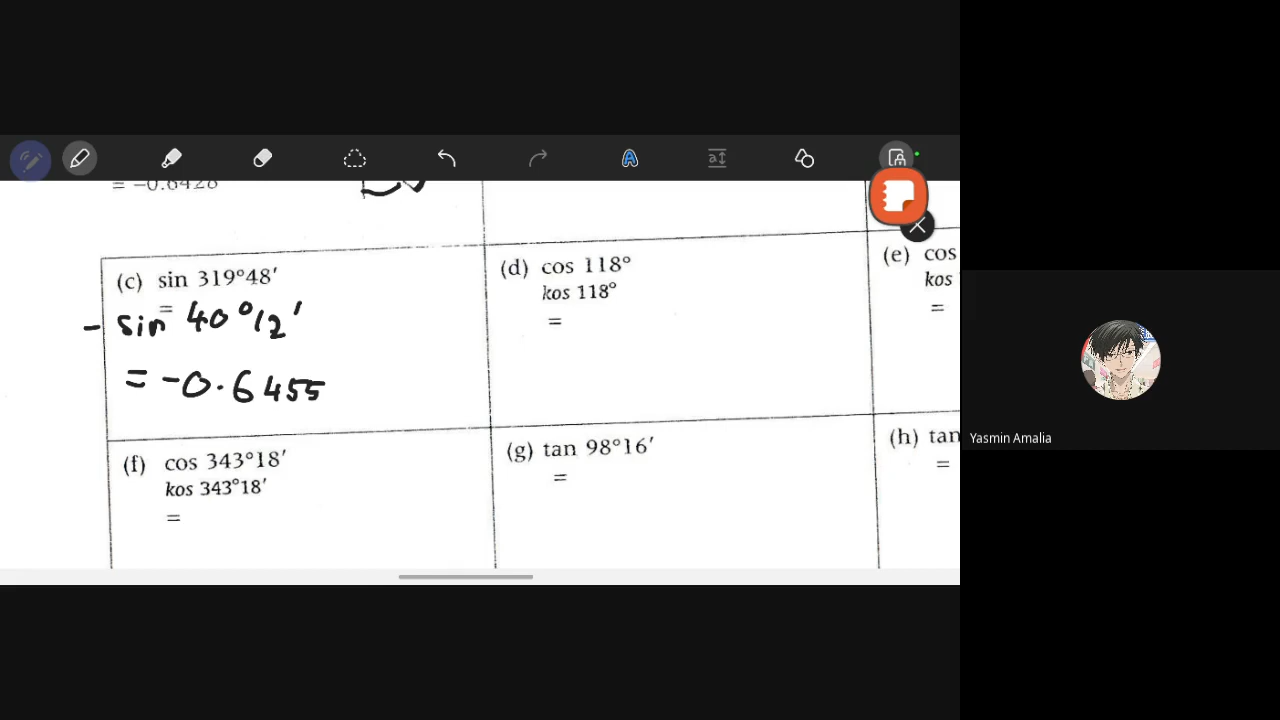 = −0.6428
(c) sin 319°48′
=
− sin 40°12′
= −0.6455
(d) cos 118°
kos 118°
=
(e) cos
kos
=
(f) cos 343°18′
kos 343°18′
=
(g) tan 98°16′
=
(h) tan
=
Yasmin Amalia